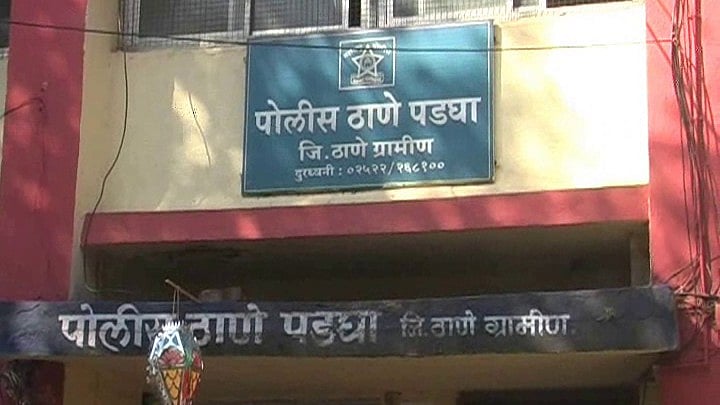 पोलीस ठाणे पडघा
जि.ठाणे ग्रामीण
दुरध्वनी : ०२५२२/२६८१००
पोलीस ठाणे पडघा जि.ठाणे ग्रामीण.